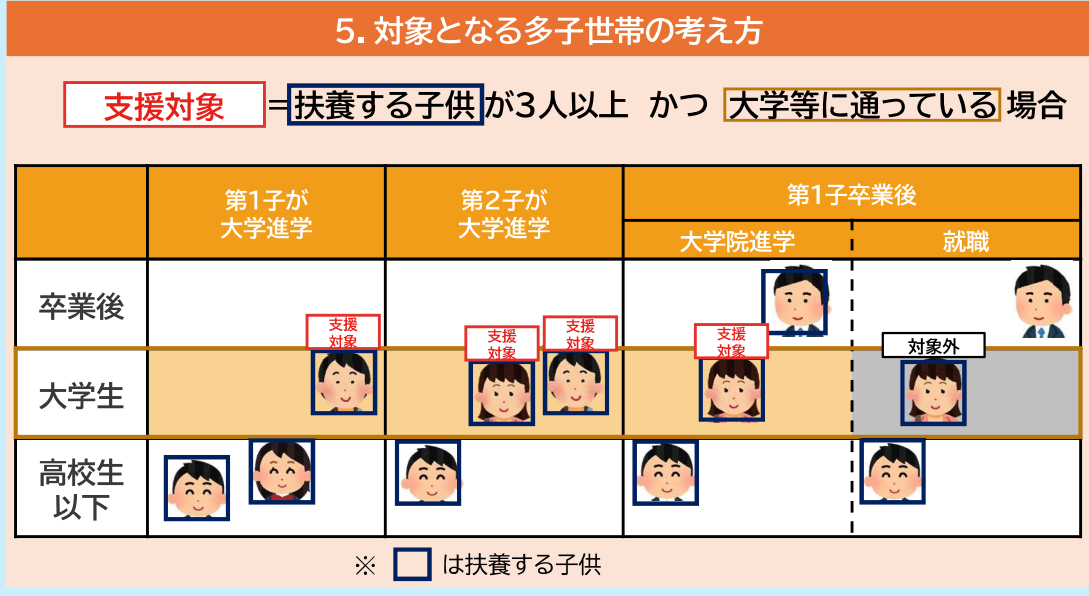 5. 対象となる多子世帯の考え方
支援対象 =扶養する子供が3人以上 かつ 大学等に通っている場合
第1子が
大学進学
第2子が
大学進学
第1子卒業後
大学院進学
就職
卒業後
支援
対象
支援
対象
支援
対象
支援
対象
対象外
大学生
高校生
以下
※ は扶養する子供